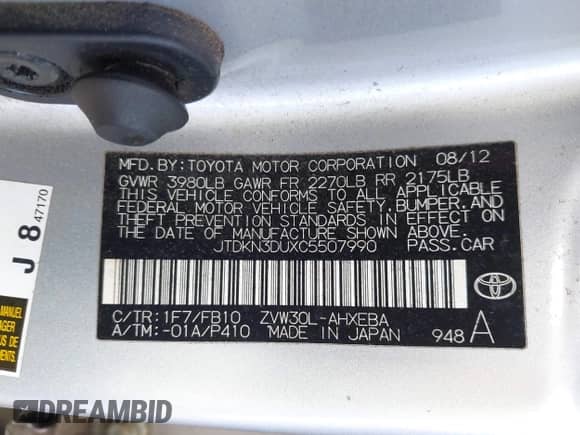 MFD.BY:TOYOTA MOTOR CORPORATION 08/12
GVWR 3980LB GAWR FR 2270LB RR 2175LB
THIS VEHICLE CONFORMS TO ALL APPLICABLE
FEDERAL MOTOR VEHICLE SAFETY,BUMPER,AND
THEFT PREVENTION STANDARDS IN EFFECT ON
THE DATE OF MANUFACTURE SHOWN ABOVE.
JTDKN3DUXC5507990 PASS.CAR
C/TR:1F7/FB10 ZVW30L-AHXEBA
A/TM:-01A/P410 MADE IN JAPAN 948 A
TOYOTA
J 8 47170
MANUEL
DREAMBID